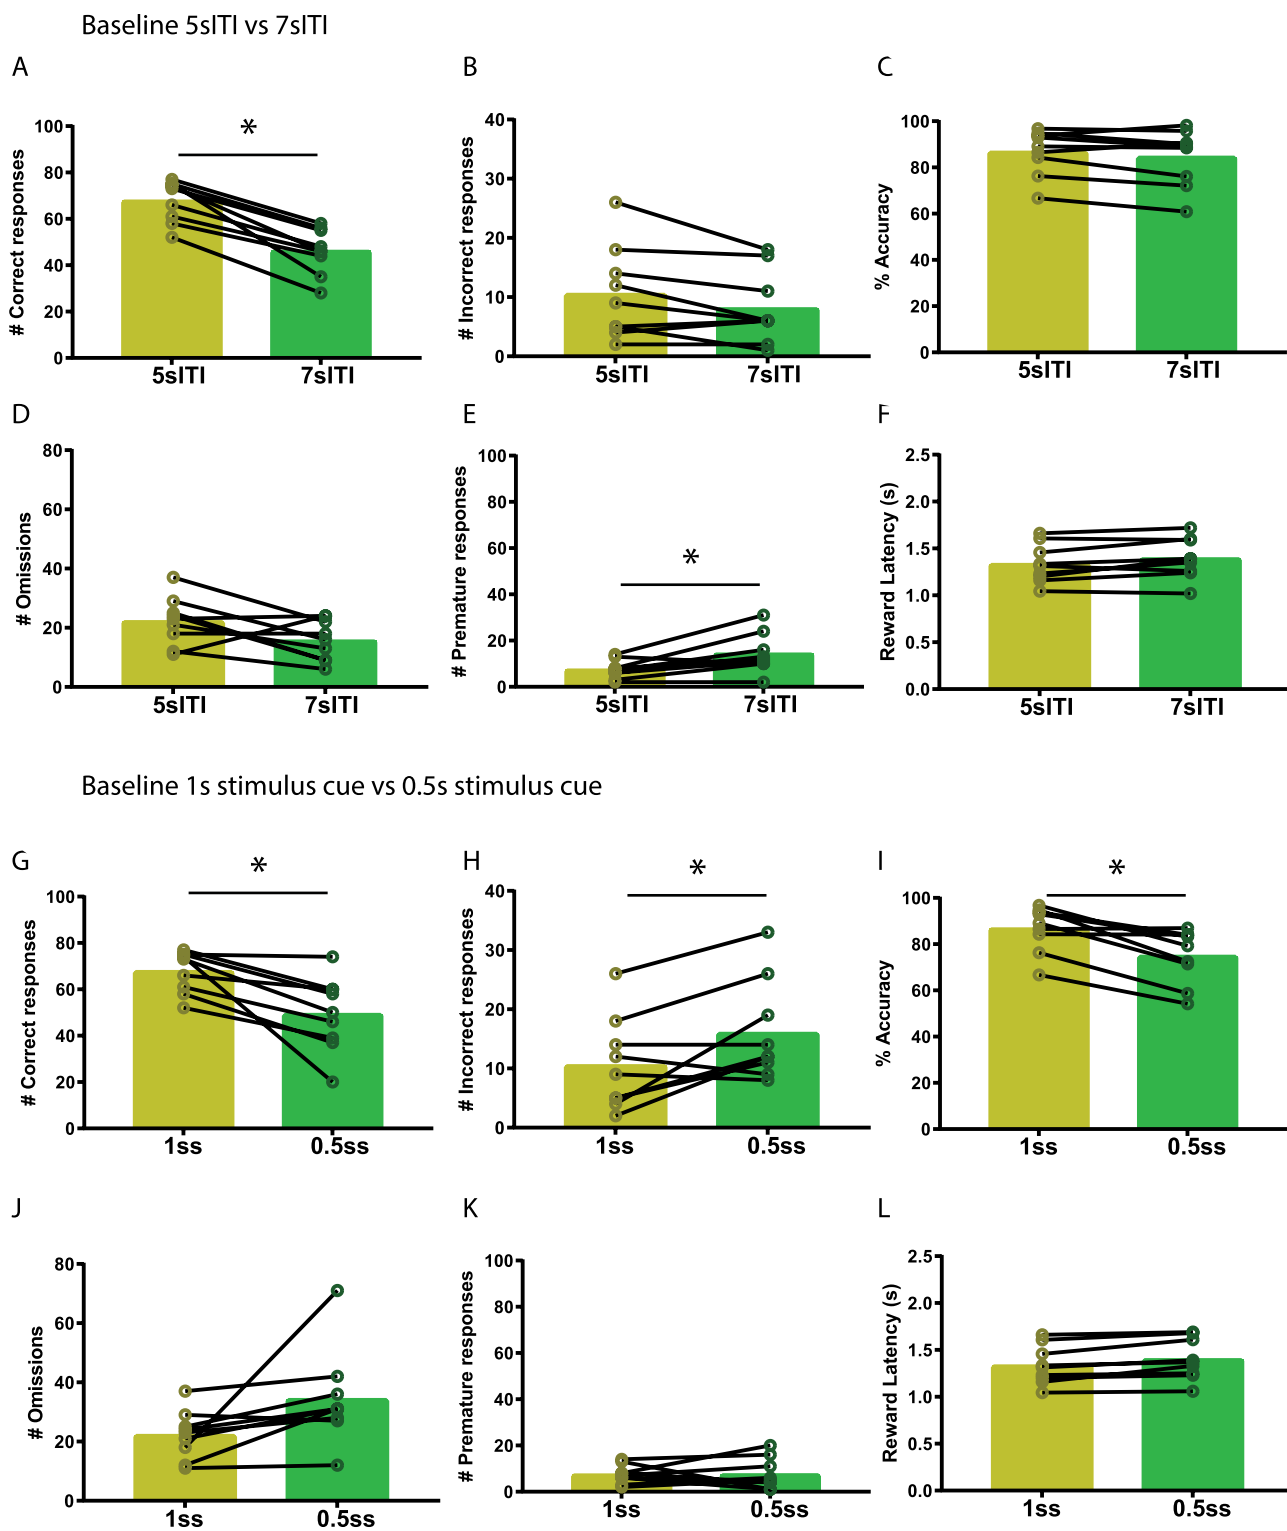 Baseline 5sITI vs 7sITI
A
B
C
# Correct responses
100
80
60
40
20
0
*
5sITI
7sITI
# Incorrect responses
40
30
20
10
0
5sITI
7sITI
% Accuracy
100
80
60
40
20
0
5sITI
7sITI
D
E
F
# Omissions
80
60
40
20
0
5sITI
7sITI
# Premature responses
100
80
60
40
20
0
*
5sITI
7sITI
Reward Latency (s)
2.5
2.0
1.5
1.0
0.5
0.0
5sITI
7sITI
Baseline 1s stimulus cue vs 0.5s stimulus cue
G
H
I
# Correct responses
100
80
60
40
20
0
*
1ss
0.5ss
# Incorrect responses
40
30
20
10
0
*
1ss
0.5ss
% Accuracy
100
80
60
40
20
0
*
1ss
0.5ss
J
K
L
# Omissions
80
60
40
20
0
1ss
0.5ss
# Premature responses
100
80
60
40
20
0
1ss
0.5ss
Reward Latency (s)
2.5
2.0
1.5
1.0
0.5
0.0
1ss
0.5ss